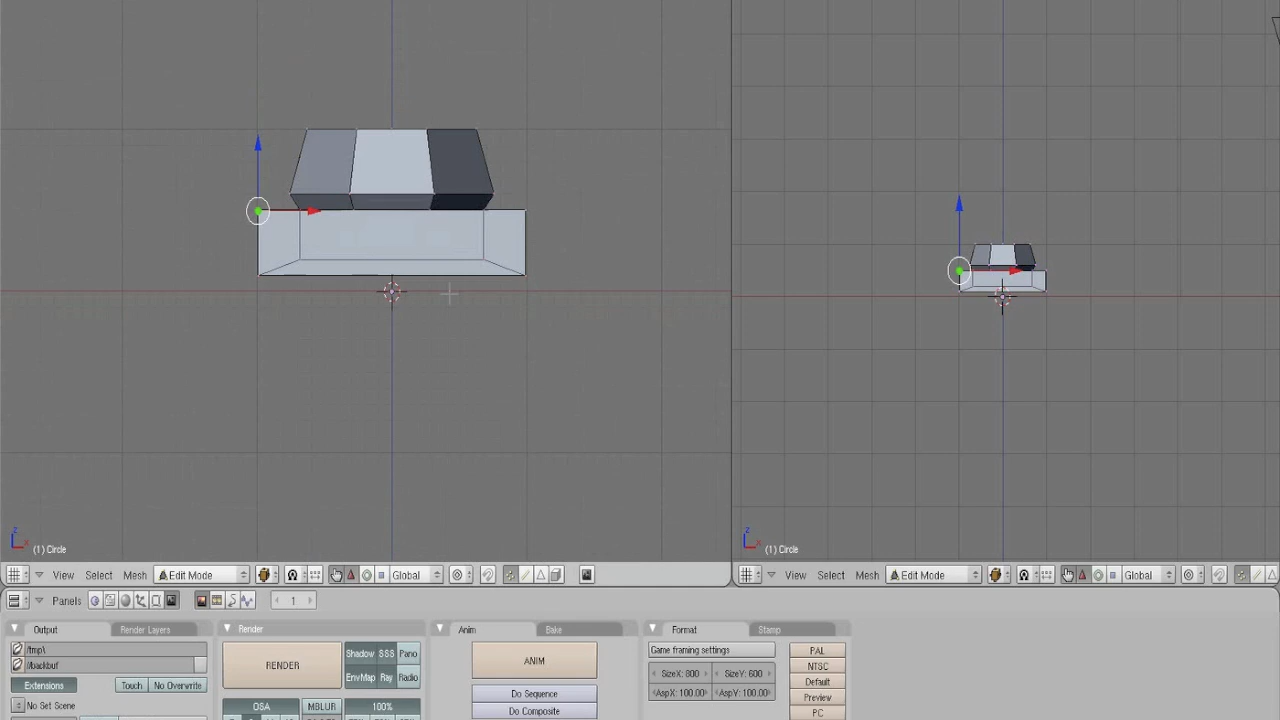 z
x
(1) Circle
z
x
(1) Circle
View Select Mesh Edit Mode Global
View Select Mesh Edit Mode Global
Panels 1
Output Render Layers
/tmp\
//backbuf
Extensions Touch No Overwrite
No Set Scene
Render
RENDER
Shadow SSS Pano
EnvMap Ray Radio
OSA MBLUR 100%
Anim Bake
ANIM
Do Sequence
Do Composite
Format Stamp
Game framing settings
SizeX: 800 SizeY: 600
AspX: 100.00 AspY: 100.00
PAL
NTSC
Default
Preview
PC